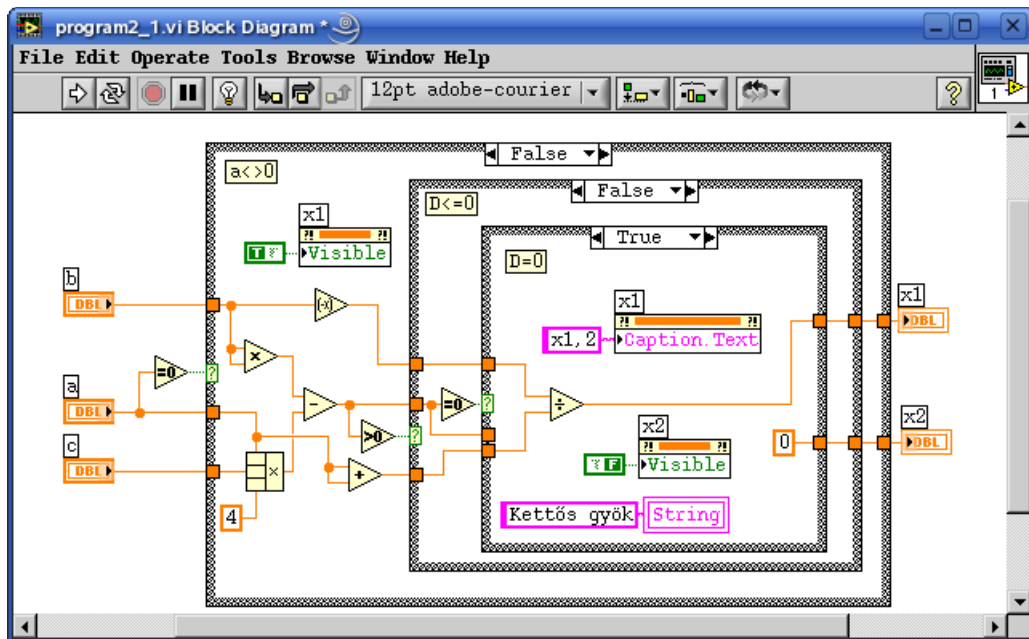 program2_1.vi Block Diagram *
File Edit Operate Tools Browse Window Help
12pt adobe-courier
1
False
a<>0
False
D<=0
x1
?! ?!
T
Visible
True
D=0
b
DBL
(-x)
x1
?! ?!
x1,2
Caption.Text
x1
DBL
×
=0
?
a
DBL
-
=0
?
÷
>0
?
x2
?! ?!
F
Visible
0
x2
DBL
c
DBL
×
+
4
Kettős gyök
String